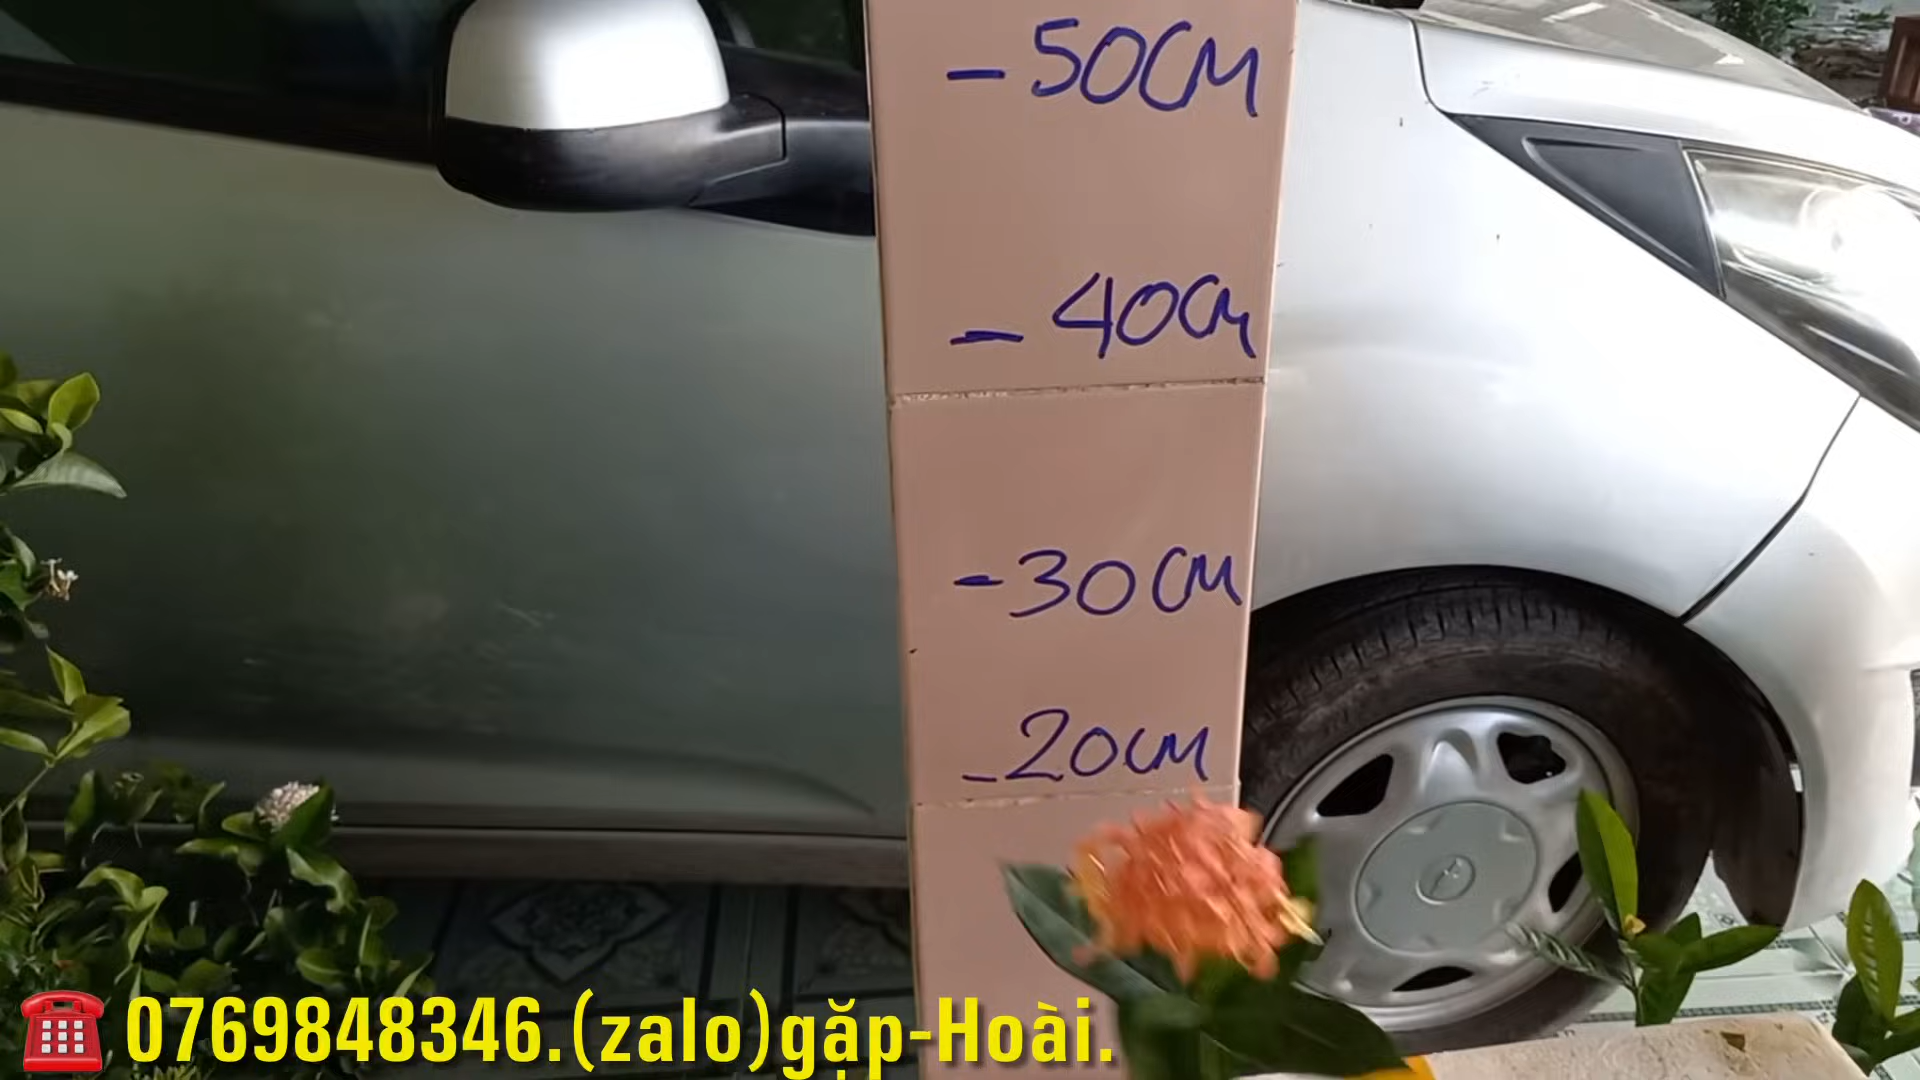 - 50CM
- 40CM
- 30CM
- 20CM
0769848346.(zalo)gặp-Hoài.